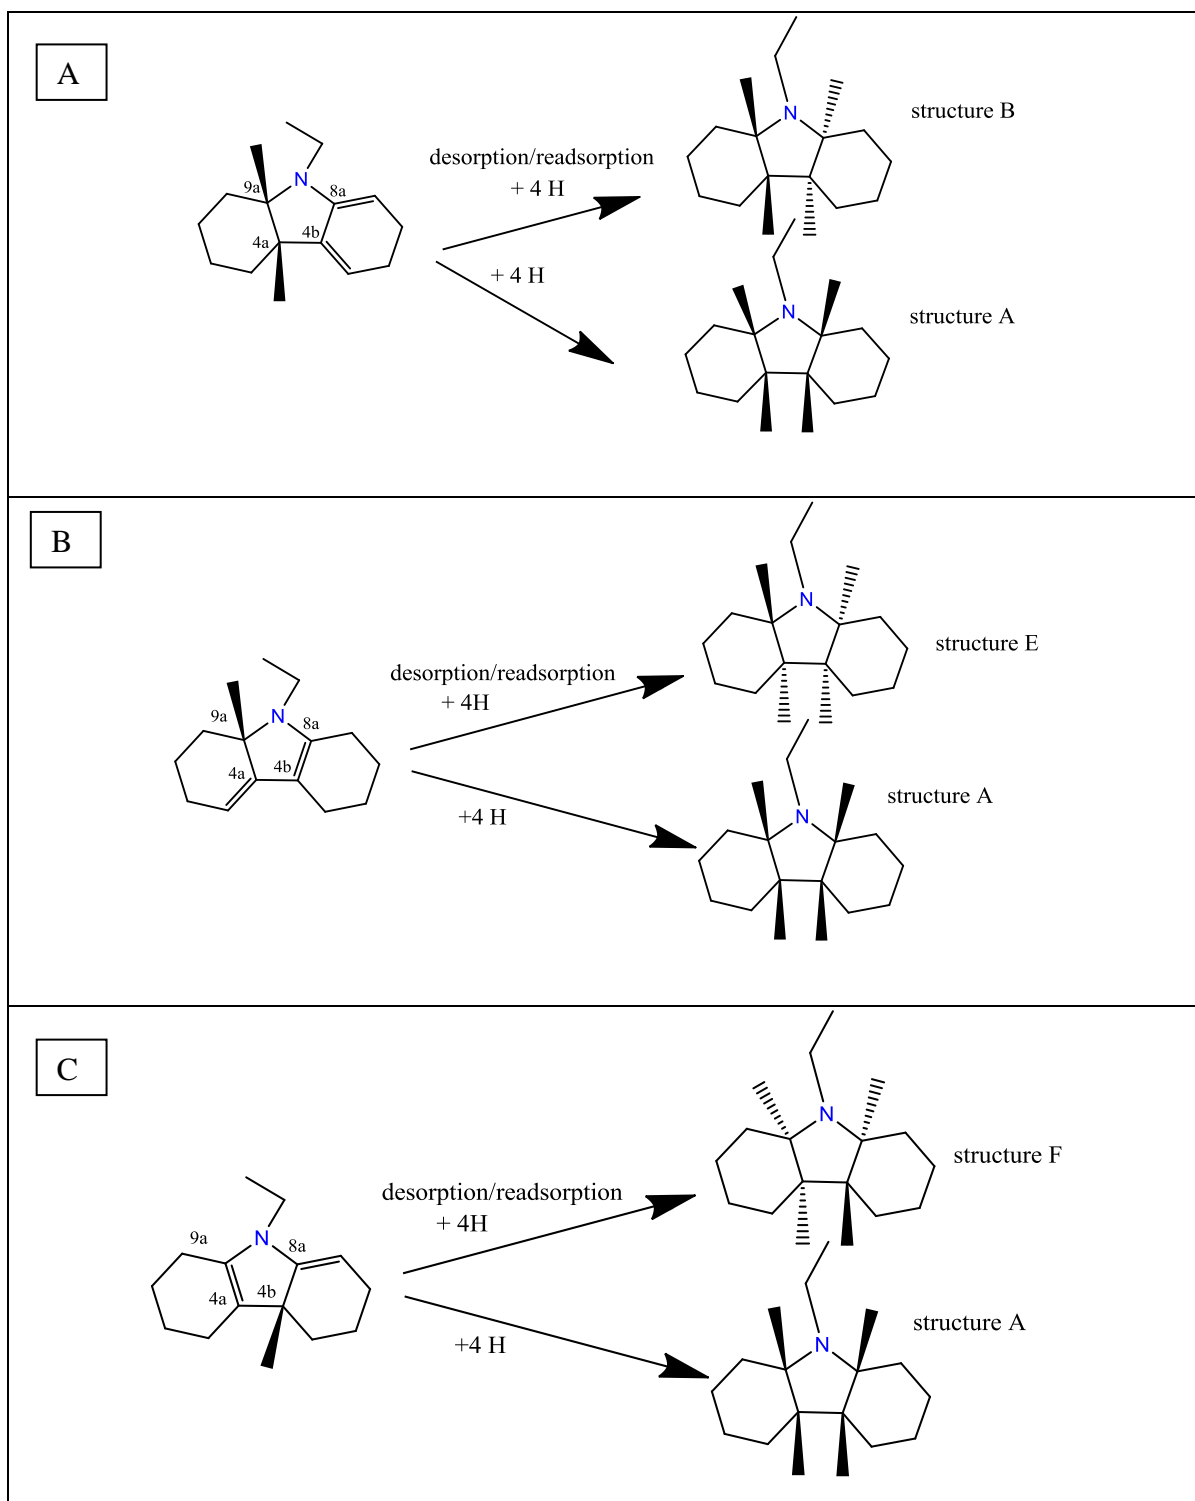 A
structure B
desorption/readsorption
+ 4 H
9a
N
8a
4a
4b
N
+ 4 H
N
structure A
B
structure E
desorption/readsorption
+ 4H
9a
N
8a
4a
4b
N
+4 H
N
structure A
C
structure F
desorption/readsorption
+ 4H
9a
N
8a
4a
4b
N
+4 H
N
structure A